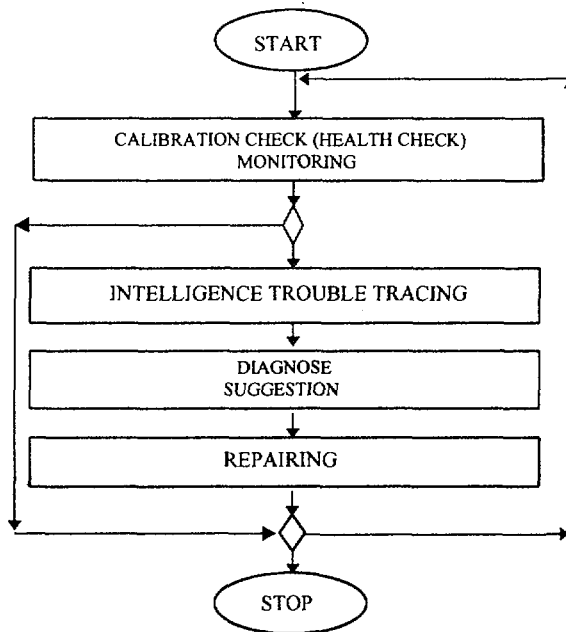 START
CALIBRATION CHECK (HEALTH CHECK)
MONITORING
INTELLIGENCE TROUBLE TRACING
DIAGNOSE
SUGGESTION
REPAIRING
STOP